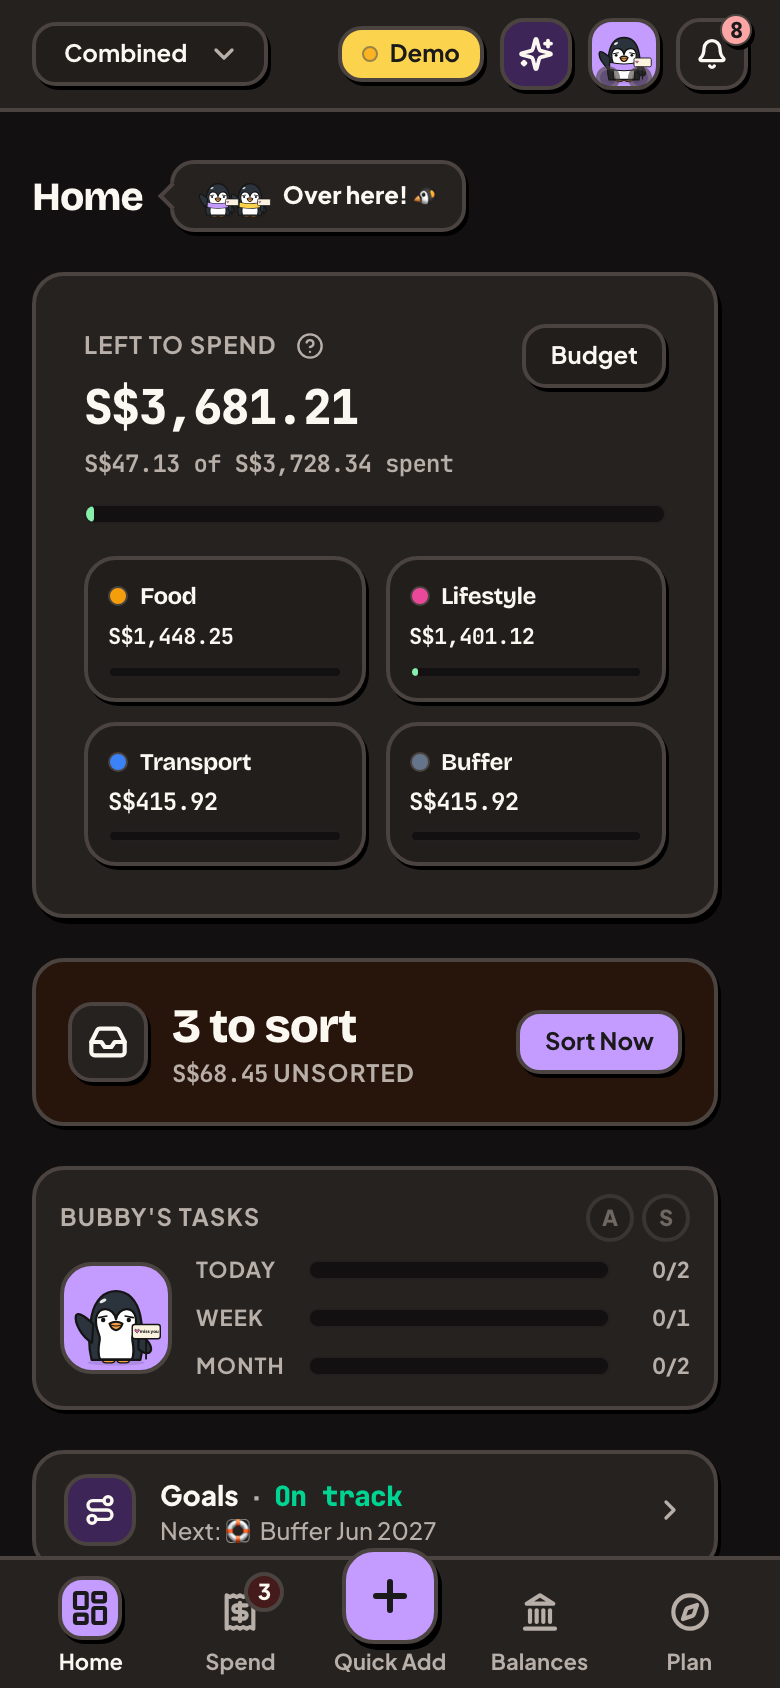 Combined
Demo
8
Home
Over here!
LEFT TO SPEND
Budget
S$3,681.21
S$47.13 of S$3,728.34 spent
Food
S$1,448.25
Lifestyle
S$1,401.12
Transport
S$415.92
Buffer
S$415.92
3 to sort
S$68.45 UNSORTED
Sort Now
BUBBY'S TASKS
A
S
miss you
TODAY
0/2
WEEK
0/1
MONTH
0/2
Goals · On track
Next: Buffer Jun 2027
Home
3
Spend
Quick Add
Balances
Plan